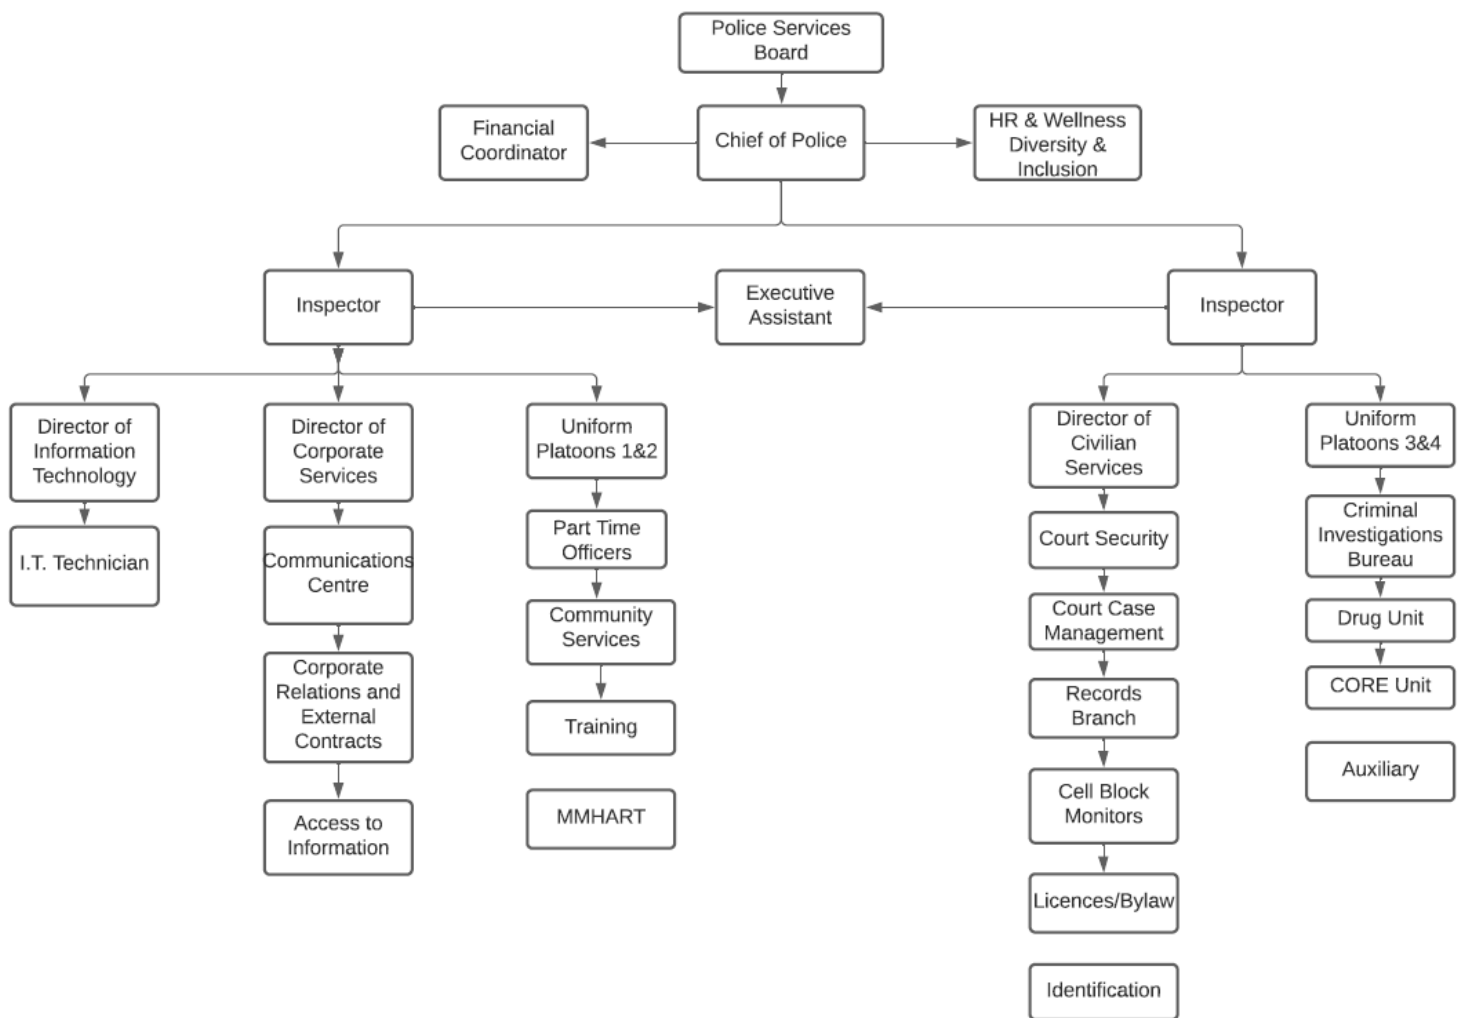 Police Services
Board
Financial
Coordinator
Chief of Police
HR & Wellness
Diversity &
Inclusion
Inspector
Executive
Assistant
Inspector
Director of
Information
Technology
I.T. Technician
Director of
Corporate
Services
Communications
Centre
Corporate
Relations and
External
Contracts
Access to
Information
Uniform
Platoons 1&2
Part Time
Officers
Community
Services
Training
MMHART
Director of
Civilian
Services
Court Security
Court Case
Management
Records
Branch
Cell Block
Monitors
Licences/Bylaw
Identification
Uniform
Platoons 3&4
Criminal
Investigations
Bureau
Drug Unit
CORE Unit
Auxiliary